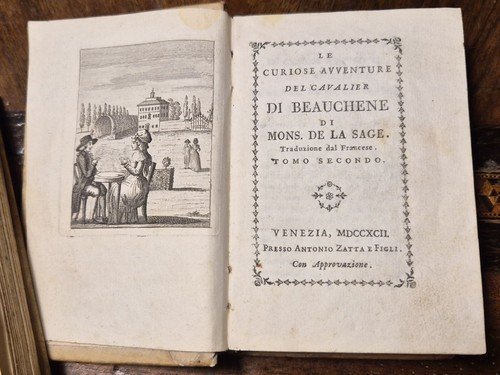 LE
CURIOSE AVVENTURE
DEL CAVALIER
DI BEAUCHENE
DI
MONS. DE LA SAGE.
Traduzione dal Francese.
TOMO SECONDO.
VENEZIA, MDCCXCII.
PRESSO ANTONIO ZATTA E FIGLI.
Con Approvazione.